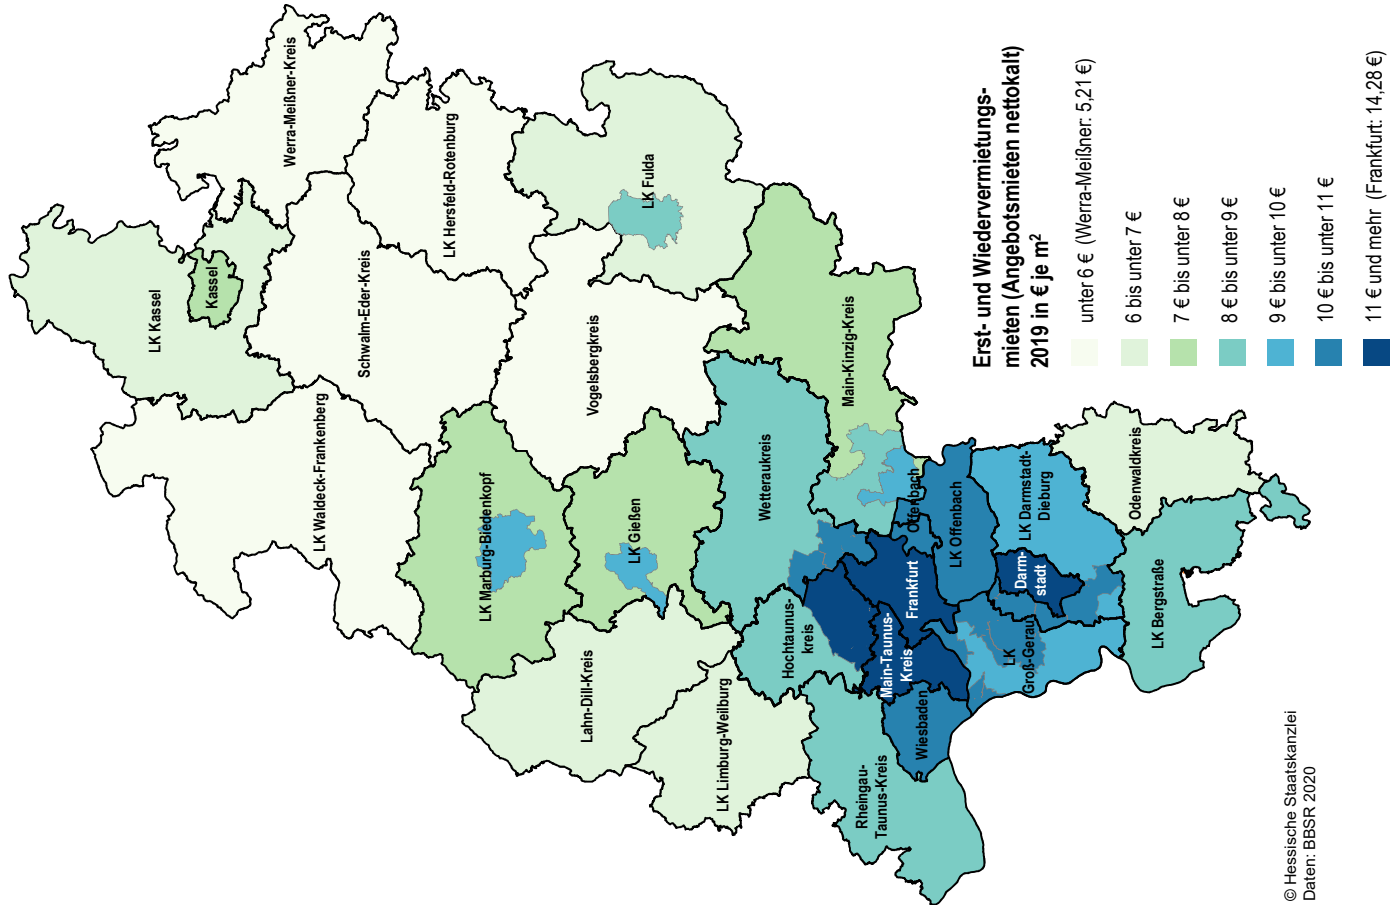 Werra-Meißner-Kreis
LK Kassel
Kassel
LK Hersfeld-Rotenburg
Schwalm-Eder-Kreis
LK Fulda
LK Waldeck-Frankenberg
Vogelsbergkreis
LK Marburg-Biedenkopf
LK Gießen
Main-Kinzig-Kreis
Wetteraukreis
Lahn-Dill-Kreis
LK Limburg-Weilburg
Hochtaunus-
kreis
Rheingau-
Taunus-Kreis
Main-Taunus-
Kreis
Wiesbaden
Frankfurt
Offenbach
LK Offenbach
LK
Groß-Gerau
Darm-
stadt
LK Darmstadt-
Dieburg
Odenwaldkreis
LK Bergstraße
Erst- und Wiedervermietungs-
mieten (Angebotsmieten nettokalt)
2019 in € je m²
unter 6 € (Werra-Meißner: 5,21 €)
6 bis unter 7 €
7 € bis unter 8 €
8 € bis unter 9 €
9 € bis unter 10 €
10 € bis unter 11 €
11 € und mehr (Frankfurt: 14,28 €)
© Hessische Staatskanzlei
Daten: BBSR 2020